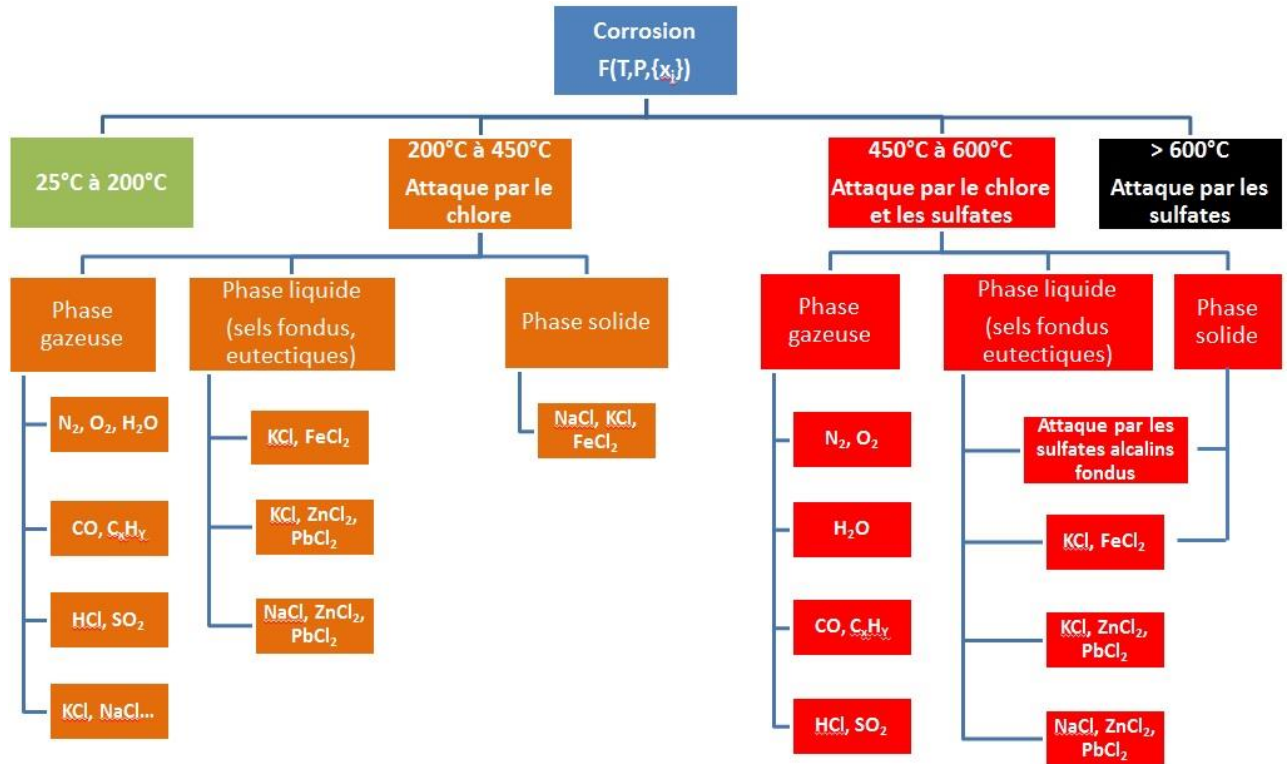 Corrosion
F(T,P,{xⱼ})
25°C à 200°C
200°C à 450°C
Attaque par le
chlore
450°C à 600°C
Attaque par le chlore
et les sulfates
> 600°C
Attaque par les
sulfates
Phase
gazeuse
Phase liquide
(sels fondus,
eutectiques)
Phase solide
Phase
gazeuse
Phase liquide
(sels fondus
eutectiques)
Phase
solide
N₂, O₂, H₂O
CO, CₓHᵧ
HCl, SO₂
KCl, NaCl...
KCl, FeCl₂
KCl, ZnCl₂,
PbCl₂
NaCl, ZnCl₂,
PbCl₂
NaCl, KCl,
FeCl₂
N₂, O₂
H₂O
CO, CₓHᵧ
HCl, SO₂
Attaque par les
sulfates alcalins
fondus
KCl, FeCl₂
KCl, ZnCl₂,
PbCl₂
NaCl, ZnCl₂,
PbCl₂